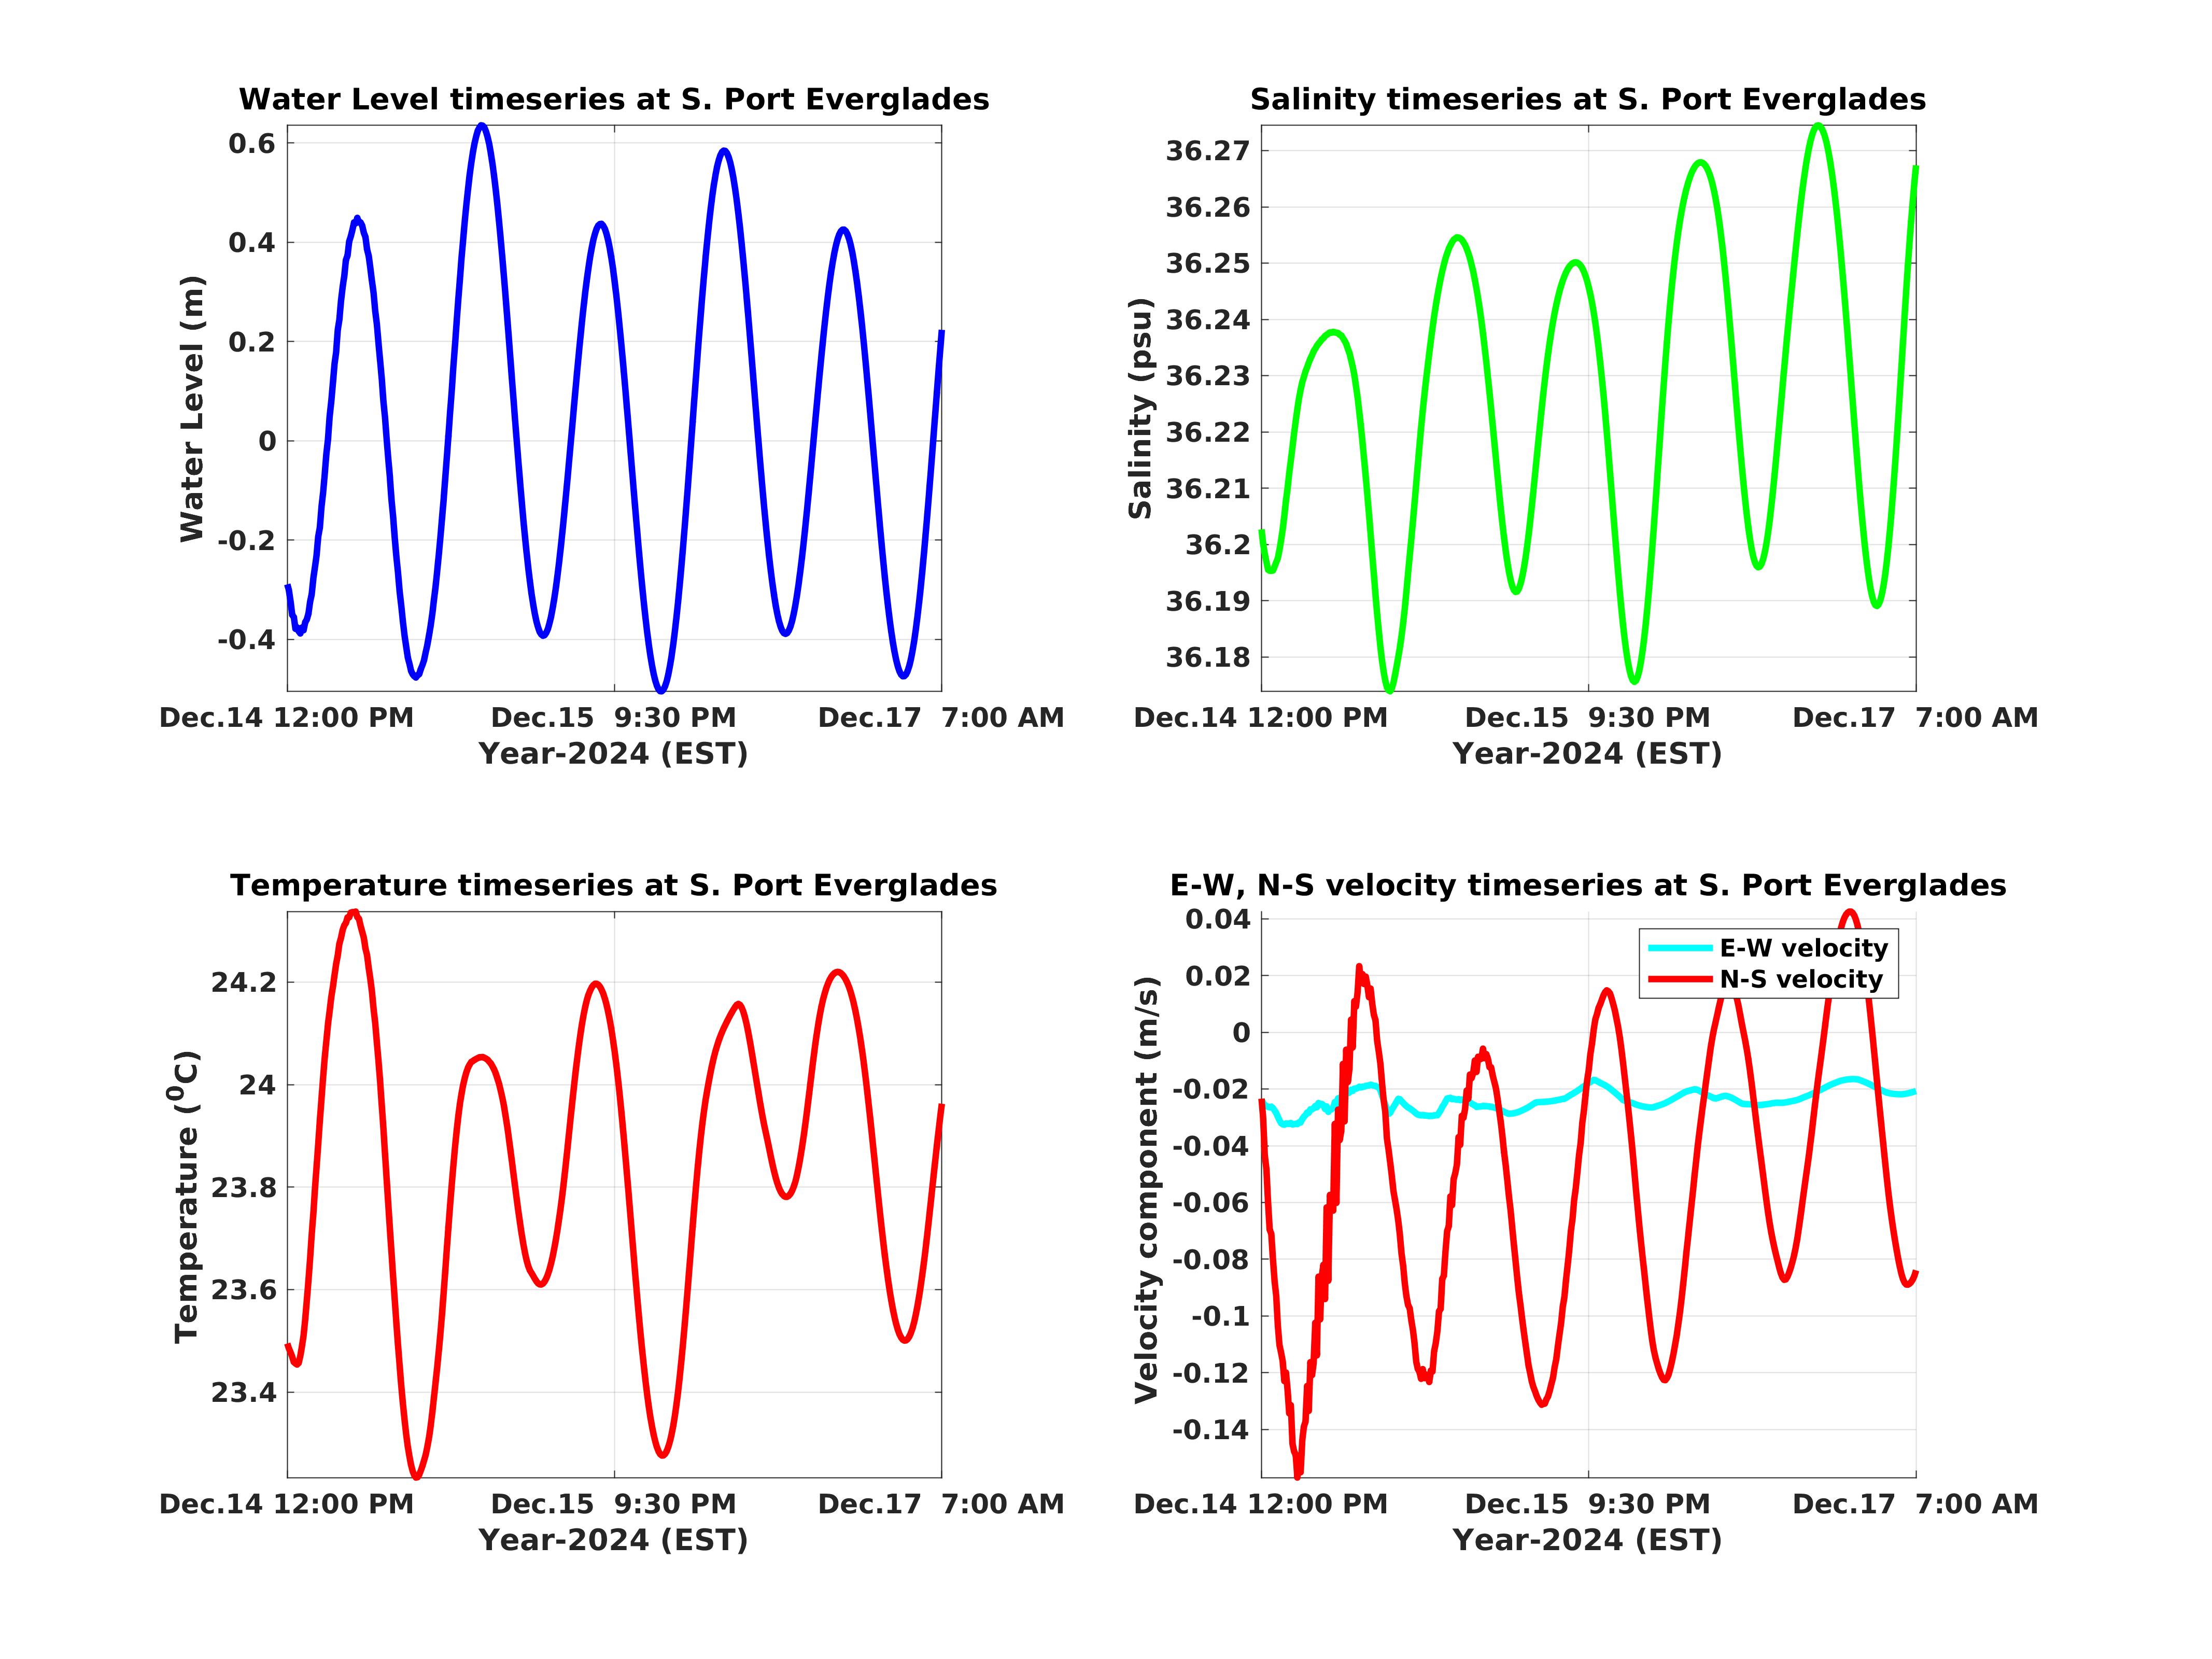 Water Level timeseries at S. Port Everglades
Water Level (m)
0.6
0.4
0.2
0
-0.2
-0.4
Dec.14 12:00 PM
Dec.15  9:30 PM
Dec.17  7:00 AM
Year-2024 (EST)
Salinity timeseries at S. Port Everglades
Salinity (psu)
36.27
36.26
36.25
36.24
36.23
36.22
36.21
36.2
36.19
36.18
Dec.14 12:00 PM
Dec.15  9:30 PM
Dec.17  7:00 AM
Year-2024 (EST)
Temperature timeseries at S. Port Everglades
Temperature (⁰C)
24.2
24
23.8
23.6
23.4
Dec.14 12:00 PM
Dec.15  9:30 PM
Dec.17  7:00 AM
Year-2024 (EST)
E-W, N-S velocity timeseries at S. Port Everglades
Velocity component (m/s)
0.04
0.02
0
-0.02
-0.04
-0.06
-0.08
-0.1
-0.12
-0.14
E-W velocity
N-S velocity
Dec.14 12:00 PM
Dec.15  9:30 PM
Dec.17  7:00 AM
Year-2024 (EST)